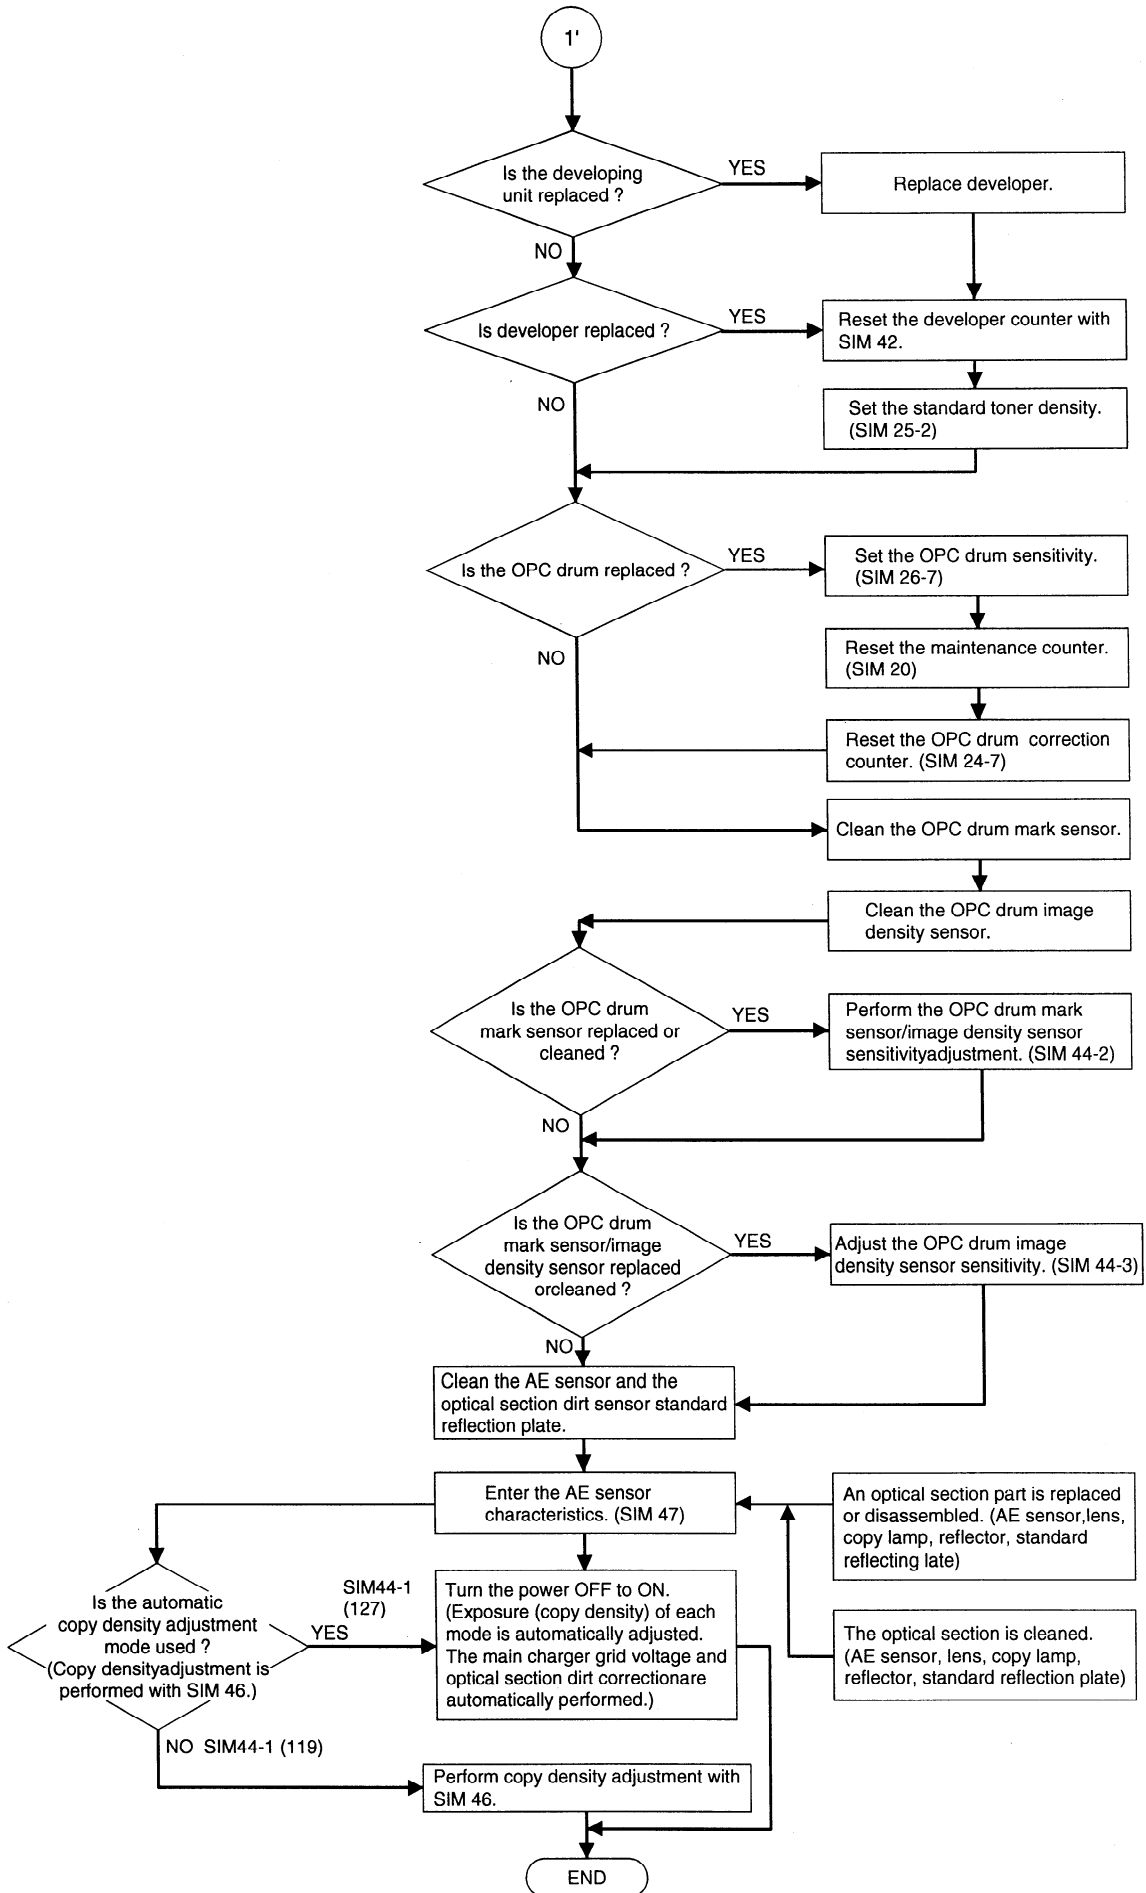 1'
Is the developing
unit replaced ?
YES
Replace developer.
NO
Is developer replaced ?
YES
Reset the developer counter with
SIM 42.
NO
Set the standard toner density.
(SIM 25-2)
Is the OPC drum replaced ?
YES
Set the OPC drum sensitivity.
(SIM 26-7)
NO
Reset the maintenance counter.
(SIM 20)
Reset the OPC drum correction
counter. (SIM 24-7)
Clean the OPC drum mark sensor.
Clean the OPC drum image
density sensor.
Is the OPC drum
mark sensor replaced or
cleaned ?
YES
Perform the OPC drum mark
sensor/image density sensor
sensitivityadjustment. (SIM 44-2)
NO
Is the OPC drum
mark sensor/image
density sensor replaced
orcleaned ?
YES
Adjust the OPC drum image
density sensor sensitivity. (SIM 44-3)
NO
Clean the AE sensor and the
optical section dirt sensor standard
reflection plate.
Enter the AE sensor
characteristics. (SIM 47)
An optical section part is replaced
or disassembled. (AE sensor,lens,
copy lamp, reflector, standard
reflecting late)
Is the automatic
copy density adjustment
mode used ?
(Copy densityadjustment is
performed with SIM 46.)
SIM44-1
(127)
YES
Turn the power OFF to ON.
(Exposure (copy density) of each
mode is automatically adjusted.
The main charger grid voltage and
optical section dirt correctionare
automatically performed.)
The optical section is cleaned.
(AE sensor, lens, copy lamp,
reflector, standard reflection plate)
NO SIM44-1 (119)
Perform copy density adjustment with
SIM 46.
END